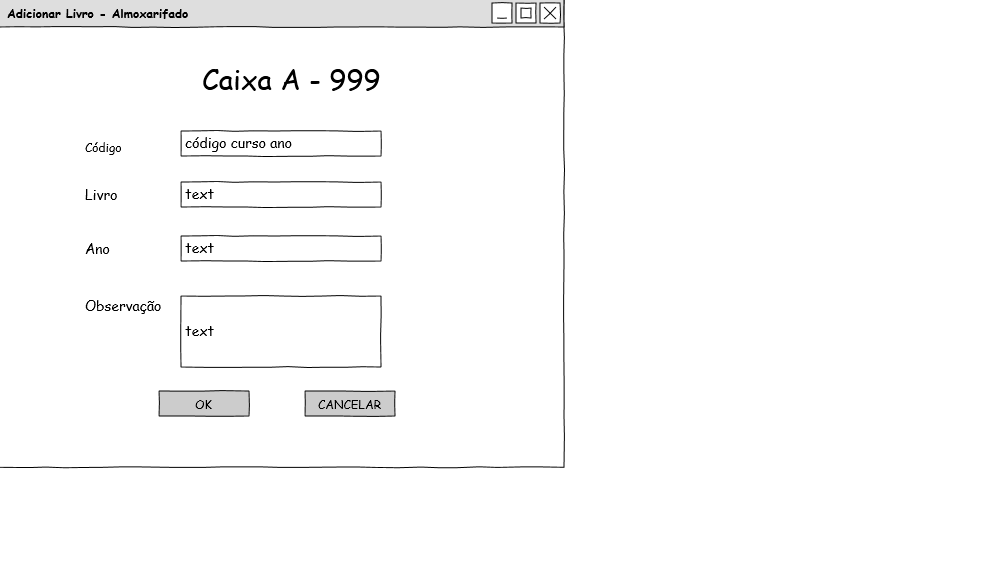 Adicionar Livro - Almoxarifado
Caixa A - 999
Código
código curso ano
Livro
text
Ano
text
Observação
text
OK
CANCELAR